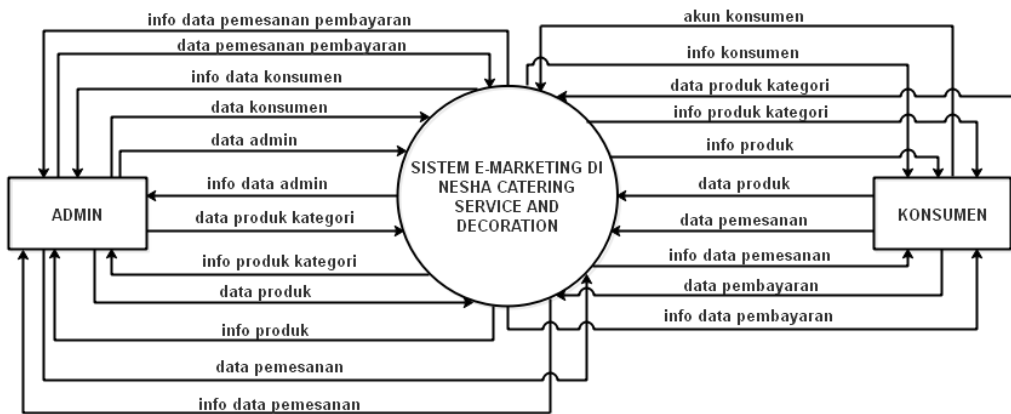 info data pemesanan pembayaran
data pemesanan pembayaran
info data konsumen
data konsumen
data admin
info data admin
data produk kategori
info produk kategori
data produk
info produk
data pemesanan
info data pemesanan
ADMIN
SISTEM E-MARKETING DI
NESHA CATERING
SERVICE AND
DECORATION
akun konsumen
info konsumen
data produk kategori
info produk kategori
info produk
data produk
data pemesanan
info data pemesanan
data pembayaran
info data pembayaran
KONSUMEN